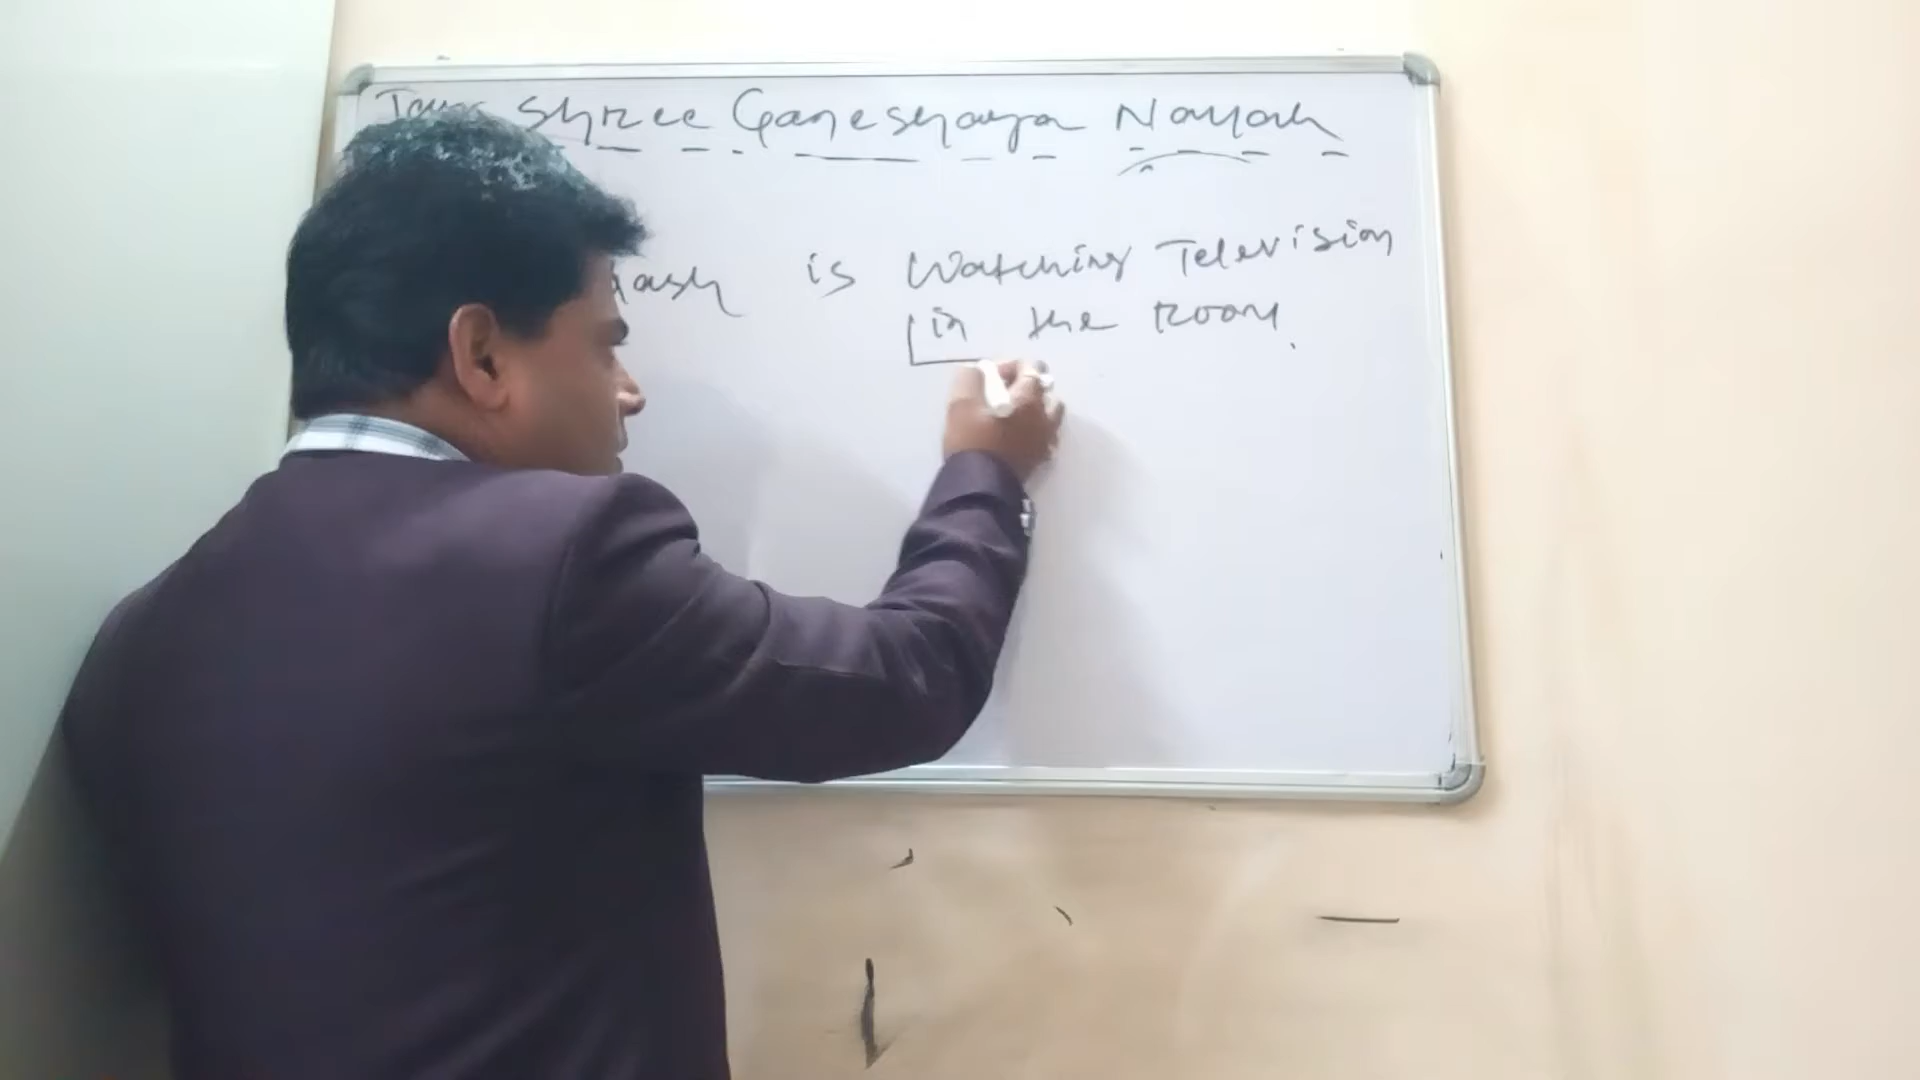 Shree Ganeshaya Namah
is Watching Television
in the Room.